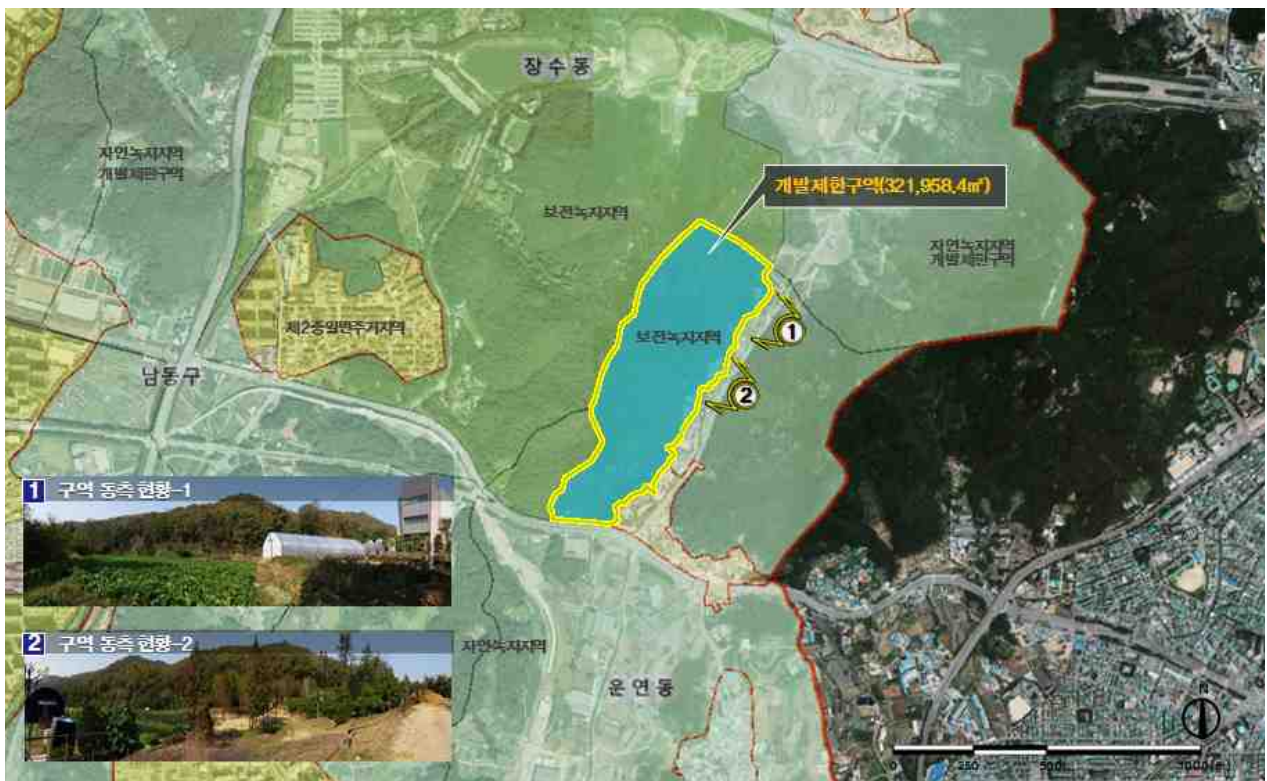 장수동
자연녹지지역
개발제한구역
개발제한구역(321,958.4㎡)
보전녹지지역
자연녹지지역
개발제한구역
제2종일반주거지역
보전녹지지역
1
남동구
2
1 구역 동측 현황-1
2 구역 동측 현황-2
자연녹지지역
운연동
N
0 250 500(m) 1000(m)